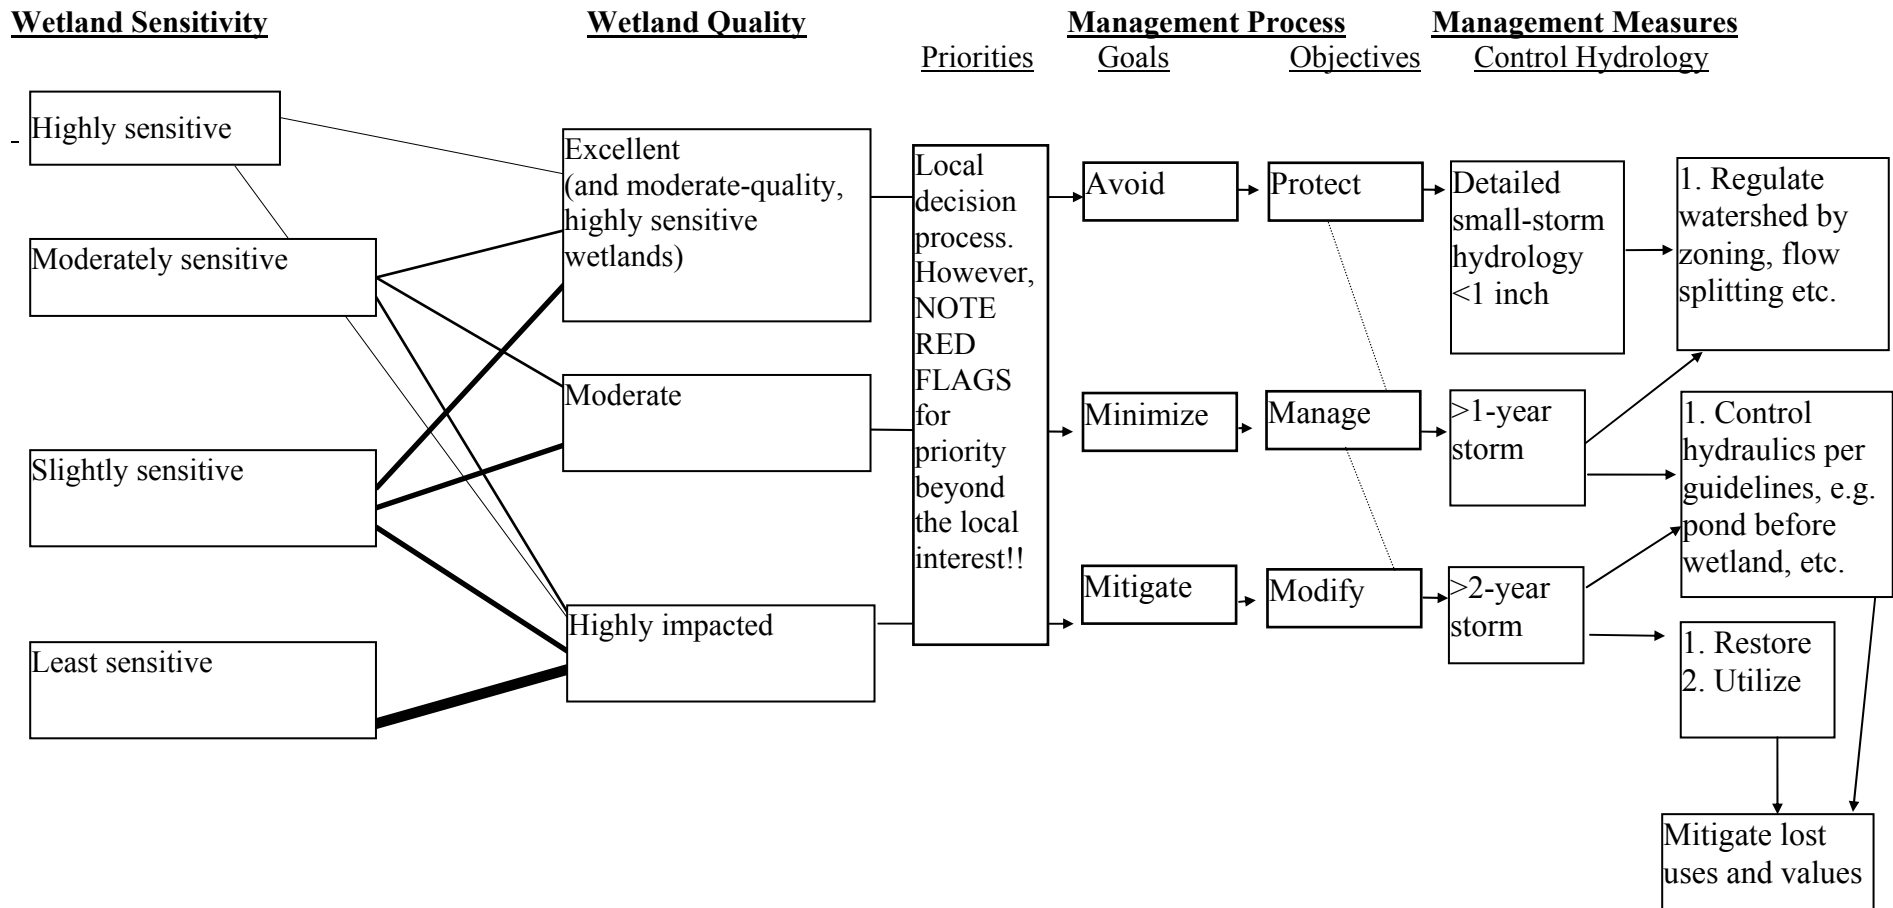 Wetland Sensitivity
Wetland Quality
Management Process
Management Measures
Priorities
Goals
Objectives
Control Hydrology
Highly sensitive
Moderately sensitive
Slightly sensitive
Least sensitive
Excellent
(and moderate-quality,
highly sensitive
wetlands)
Moderate
Highly impacted
Local
decision
process.
However,
NOTE
RED
FLAGS
for
priority
beyond
the local
interest!!
Avoid
Minimize
Mitigate
Protect
Manage
Modify
Detailed
small-storm
hydrology
<1 inch
>1-year
storm
>2-year
storm
1. Regulate
watershed by
zoning, flow
splitting etc.
1. Control
hydraulics per
guidelines, e.g.
pond before
wetland, etc.
1. Restore
2. Utilize
Mitigate lost
uses and values